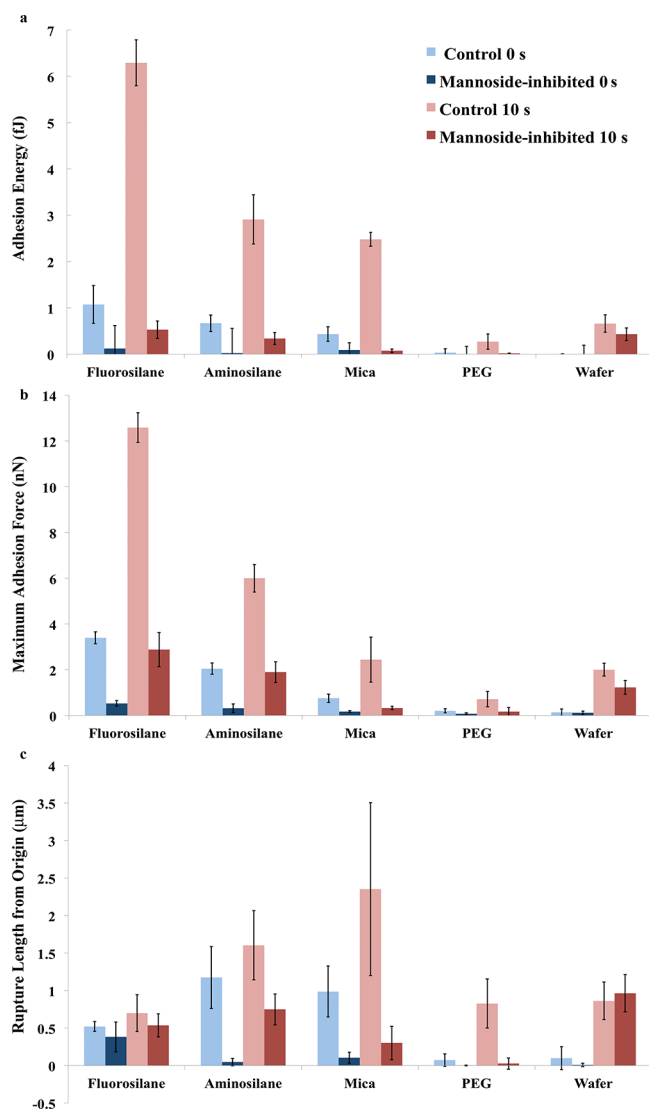 a
7
6
5
4
3
2
1
0
Adhesion Energy (fJ)
Control 0 s
Mannoside-inhibited 0s
Control 10 s
Mannoside-inhibited 10 s
Fluorosilane Aminosilane Mica PEG Wafer
b
14
12
10
8
6
4
2
0
Maximum Adhesion Force (nN)
Fluorosilane Aminosilane Mica PEG Wafer
c
4
3.5
3
2.5
2
1.5
1
0.5
0
-0.5
Rupture Length from Origin (μm)
Fluorosilane Aminosilane Mica PEG Wafer